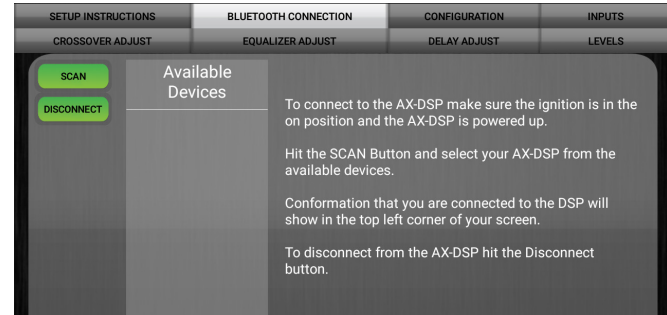 SETUP INSTRUCTIONS BLUETOOTH CONNECTION CONFIGURATION INPUTS
CROSSOVER ADJUST EQUALIZER ADJUST DELAY ADJUST LEVELS
SCAN
DISCONNECT
Available
Devices
To connect to the AX-DSP make sure the ignition is in the
on position and the AX-DSP is powered up.
Hit the SCAN Button and select your AX-DSP from the
available devices.
Conformation that you are connected to the DSP will
show in the top left corner of your screen.
To disconnect from the AX-DSP hit the Disconnect
button.